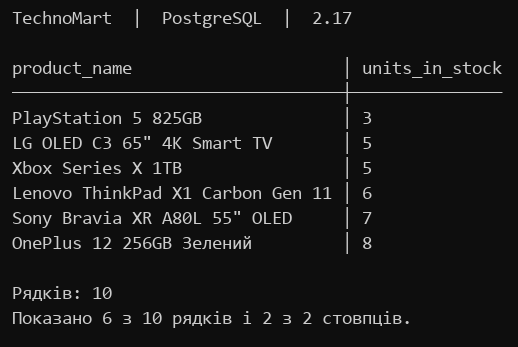 TechnoMart | PostgreSQL | 2.17
product_name | units_in_stock
PlayStation 5 825GB | 3
LG OLED C3 65" 4K Smart TV | 5
Xbox Series X 1TB | 5
Lenovo ThinkPad X1 Carbon Gen 11 | 6
Sony Bravia XR A80L 55" OLED | 7
OnePlus 12 256GB Зелений | 8
Рядків: 10
Показано 6 з 10 рядків і 2 з 2 стовпців.